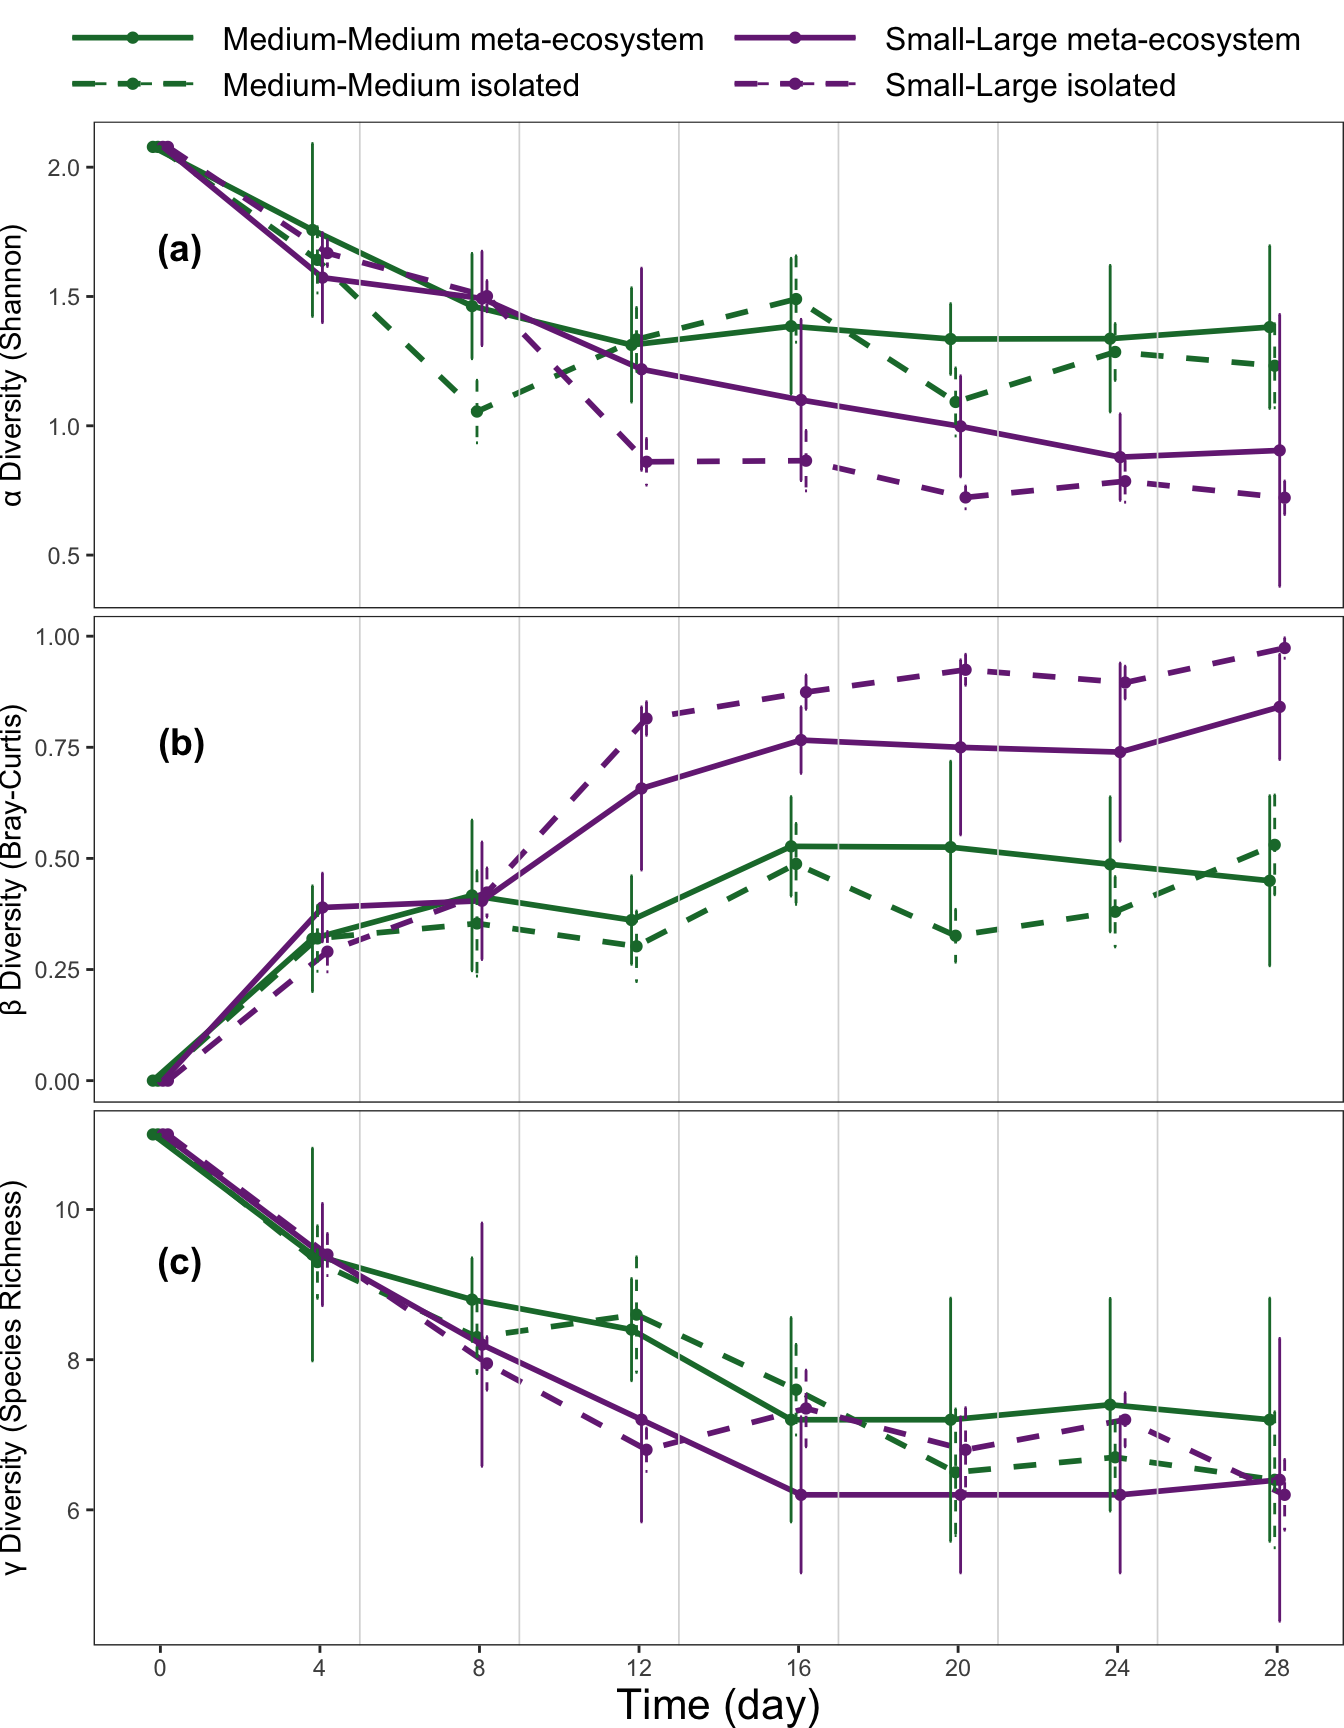 Medium-Medium meta-ecosystem
Small-Large meta-ecosystem
Medium-Medium isolated
Small-Large isolated
α Diversity (Shannon)
2.0
1.5
1.0
0.5
(a)
β Diversity (Bray-Curtis)
1.00
0.75
0.50
0.25
0.00
(b)
γ Diversity (Species Richness)
10
8
6
(c)
0 4 8 12 16 20 24 28
Time (day)